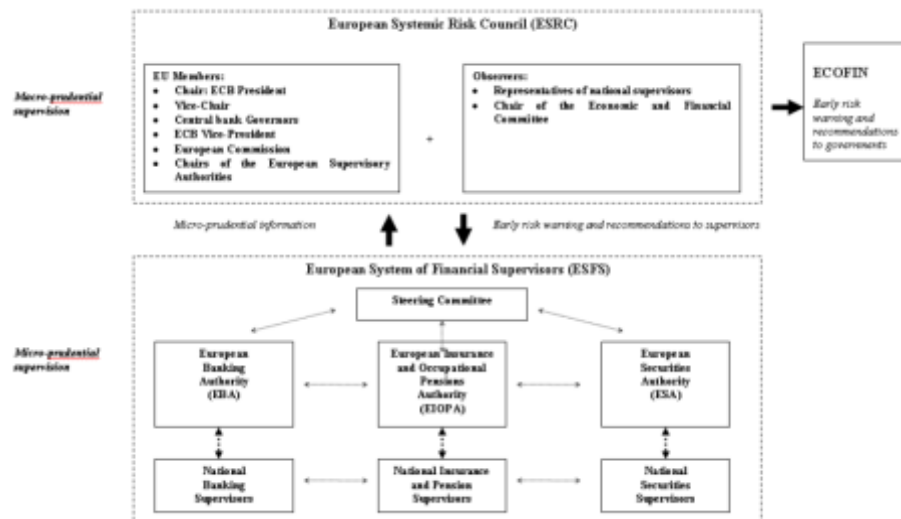 European Systemic Risk Council (ESRC)
Macro-prudential
supervision
EU Members:
• Chair: ECB President
• Vice-Chair
• Central bank Governors
• ECB Vice-President
• European Commission
• Chairs of the European Supervisory
Authorities
+
Observers:
• Representatives of national supervisors
• Chair of the Economic and Financial
Committee
ECOFIN
Early risk
warning and
recommendations
to governments
Micro-prudential information
Early risk warning and recommendations to supervisors
European System of Financial Supervisors (ESFS)
Steering Committee
Micro-prudential
supervision
European
Banking
Authority
(EBA)
European Insurance
and Occupational
Pensions
Authority
(EIOPA)
European
Securities
Authority
(ESA)
National
Banking
Supervisors
National Insurance
and Pension
Supervisors
National
Securities
Supervisors